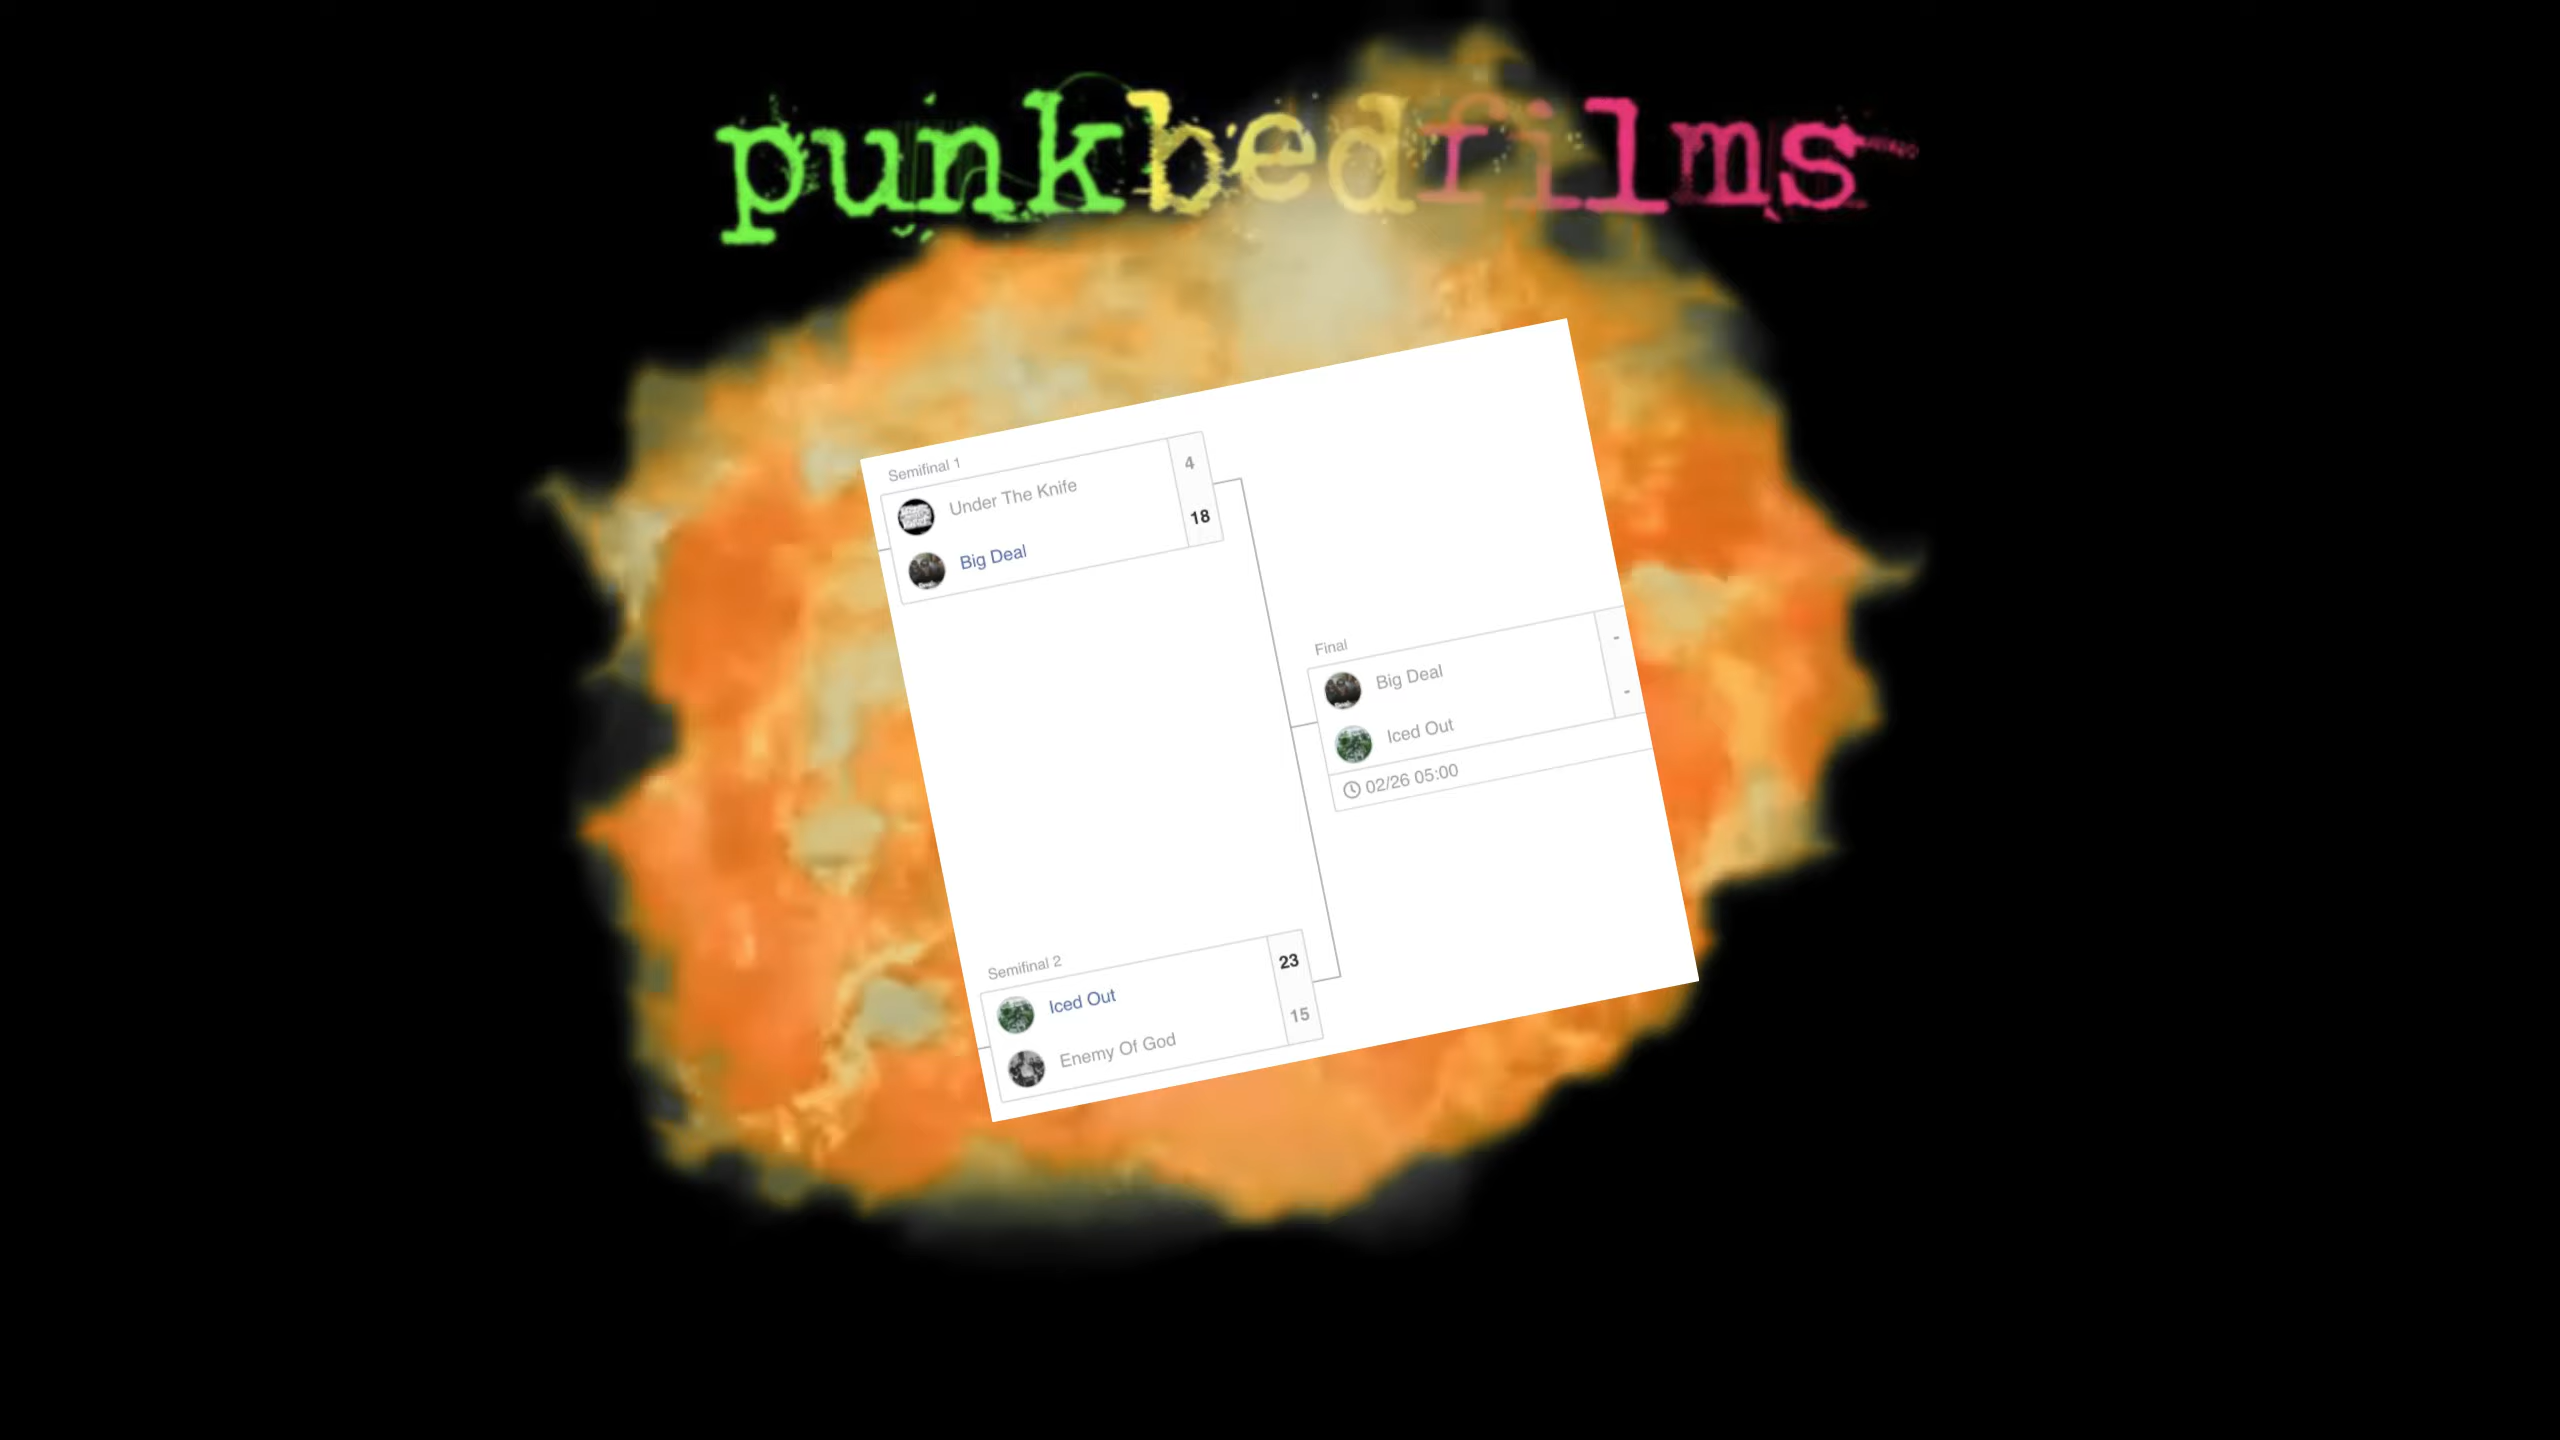 punkbedfilms
Semifinal 1
Under The Knife 4
Big Deal 18
Final
Big Deal -
Iced Out -
02/26 05:00
Semifinal 2
Iced Out 23
Enemy Of God 15